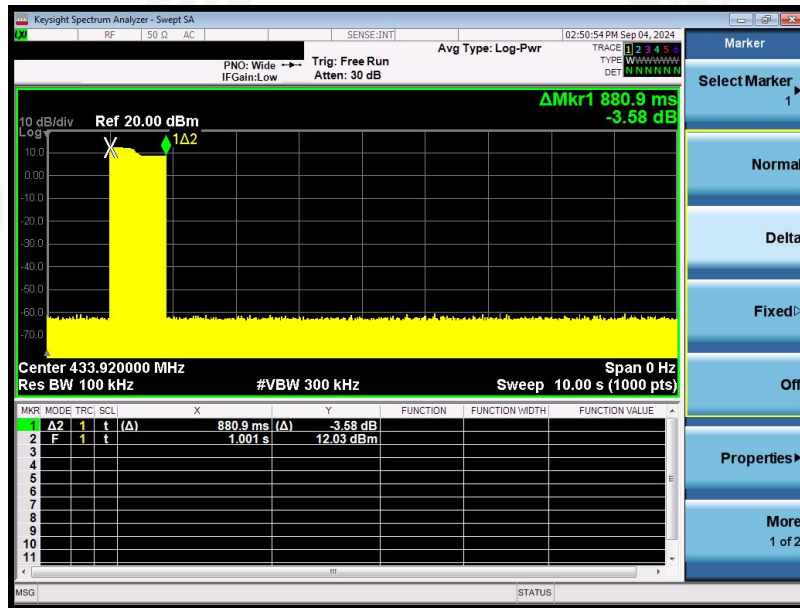 Keysight Spectrum Analyzer - Swept SA
LXI RF 50 Ω AC SENSE:INT 02:50:54 PM Sep 04, 2024
Avg Type: Log-Pwr
TRACE 1 2 3 4 5 6
PNO: Wide Trig: Free Run
TYPE WWWWWW
IFGain:Low Atten: 30 dB
DET N N N N N N
ΔMkr1 880.9 ms
-3.58 dB
10 dB/div Ref 20.00 dBm
Log
1Δ2
10.0
0.00
-10.0
-20.0
-30.0
-40.0
-50.0
-60.0
-70.0
Center 433.920000 MHz Span 0 Hz
Res BW 100 kHz #VBW 300 kHz Sweep 10.00 s (1000 pts)
MKR MODE TRC SCL X Y FUNCTION FUNCTION WIDTH FUNCTION VALUE
1 Δ2 1 t (Δ) 880.9 ms (Δ) -3.58 dB
2 F 1 t 1.001 s 12.03 dBm
3
4
5
6
7
8
9
10
11
MSG STATUS
Marker
Select Marker
1
Normal
Delta
Fixed
Off
Properties
More
1 of 2